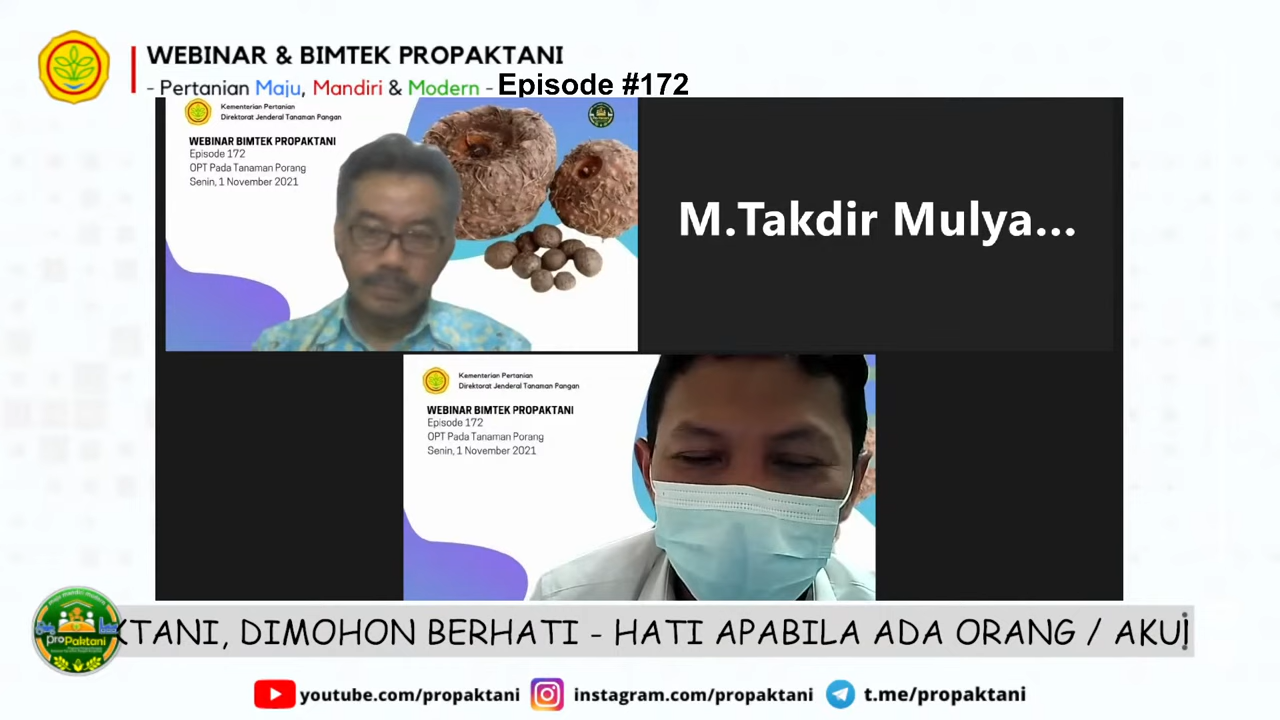 WEBINAR & BIMTEK PROPAKTANI
- Pertanian Maju, Mandiri & Modern - Episode #172
Kementerian Pertanian
Direktorat Jenderal Tanaman Pangan
WEBINAR BIMTEK PROPAKTANI
Episode 172
OPT Pada Tanaman Porang
Senin, 1 November 2021
M.Takdir Mulya...
Kementerian Pertanian
Direktorat Jenderal Tanaman Pangan
WEBINAR BIMTEK PROPAKTANI
Episode 172
OPT Pada Tanaman Porang
Senin, 1 November 2021
proPaktani
KTANI, DIMOHON BERHATI - HATI APABILA ADA ORANG / AKU
youtube.com/propaktani instagram.com/propaktani t.me/propaktani